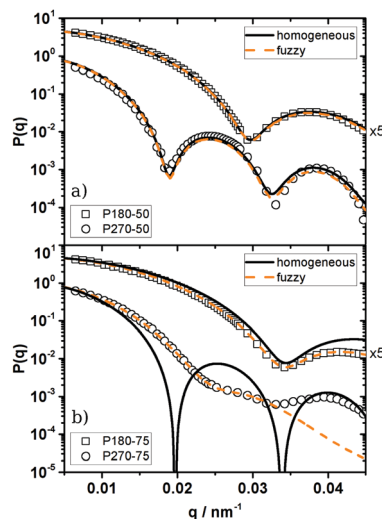 10¹
homogeneous
10⁰
fuzzy
10⁻¹
10⁻²
x5
10⁻³
P(q)
10⁻⁴
a)
P180-50
P270-50
10¹
homogeneous
10⁰
fuzzy
10⁻¹
10⁻²
x5
10⁻³
P(q)
10⁻⁴
b)
P180-75
P270-75
10⁻⁵
0.01 0.02 0.03 0.04
q / nm⁻¹